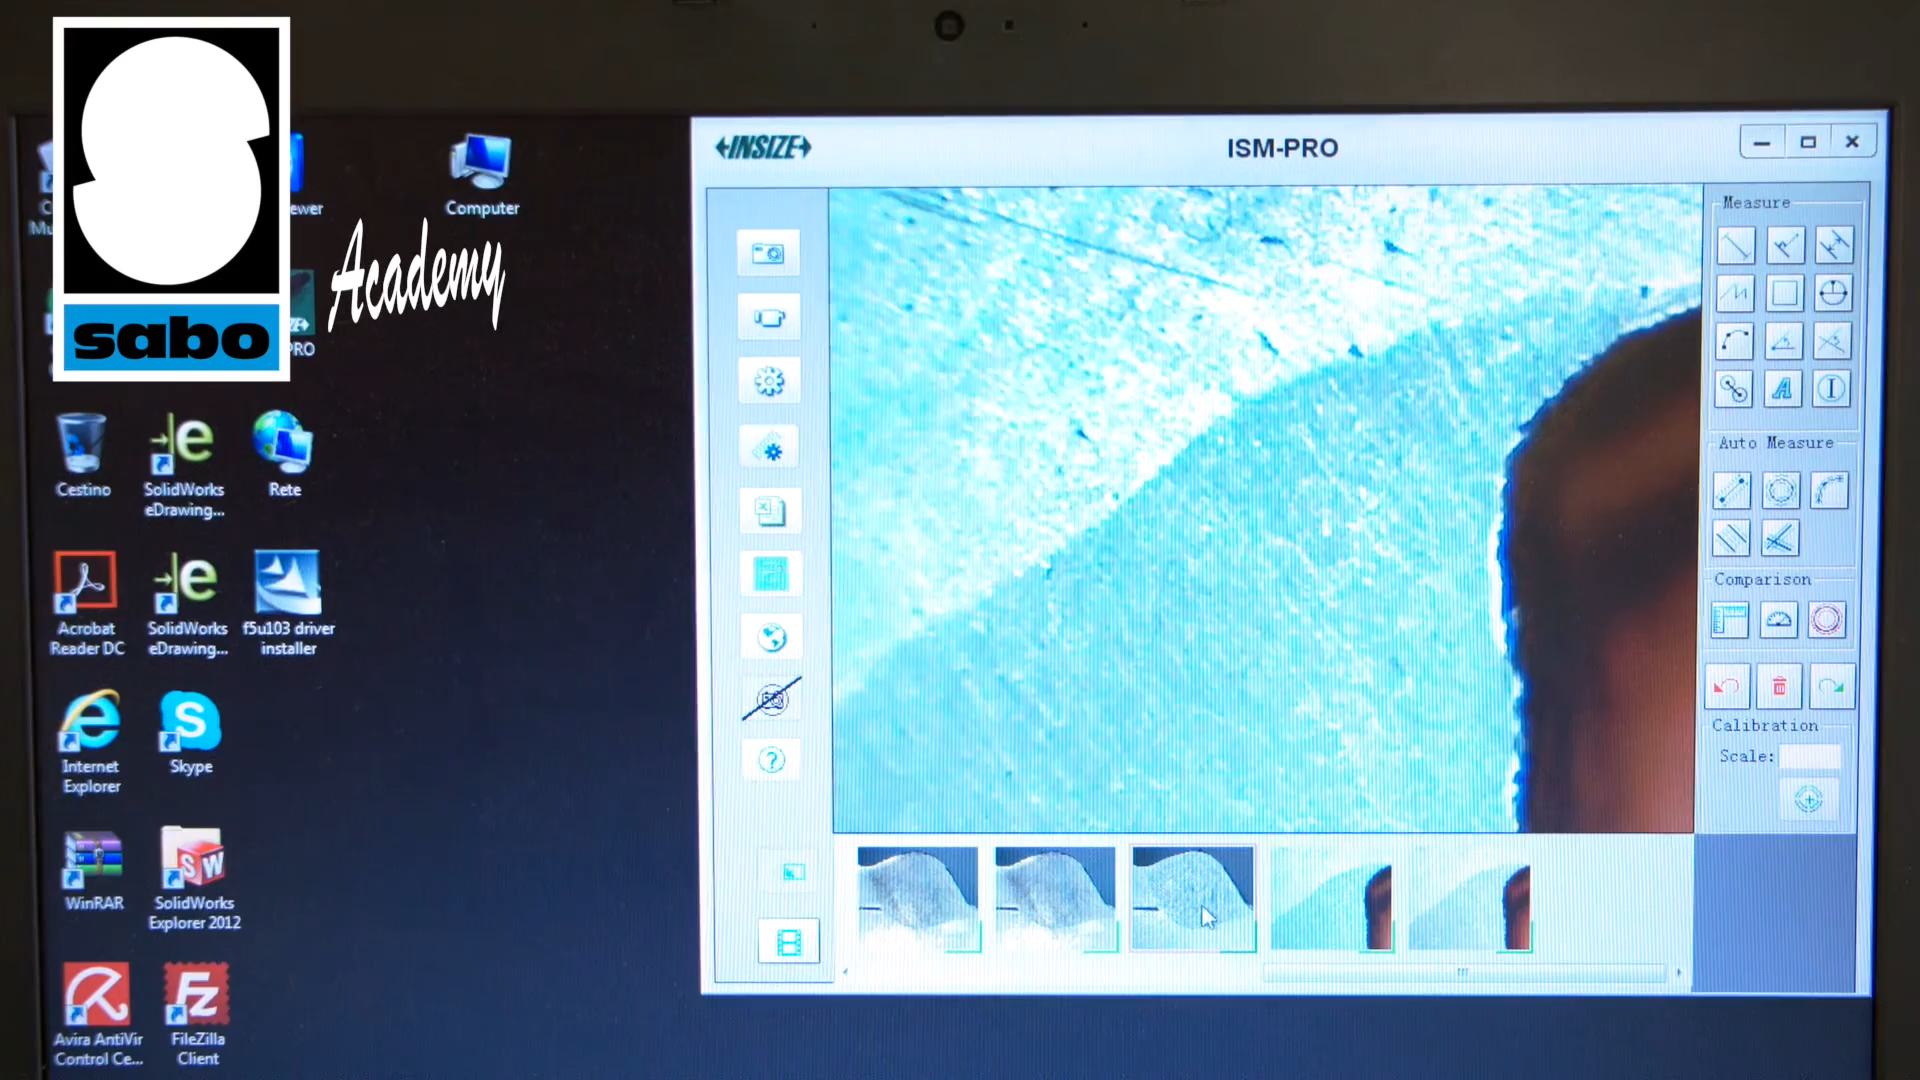 sabo
Academy
ewer
Computer
PRO
Cestino
SolidWorks
eDrawing...
Rete
Acrobat
Reader DC
SolidWorks
eDrawing...
f5u103 driver
installer
Internet
Explorer
Skype
WinRAR
SolidWorks
Explorer 2012
Avira AntiVir
Control Ce...
FileZilla
Client
INSIZE
ISM-PRO
Measure
Auto Measure
Comparison
Calibration
Scale: